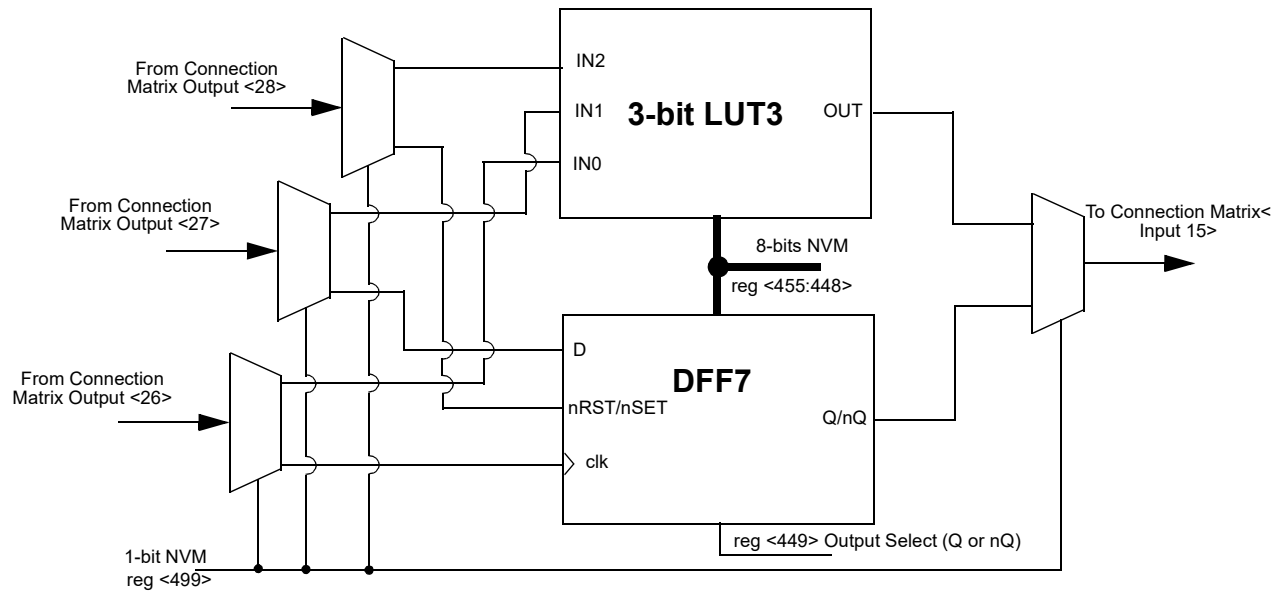 From Connection
Matrix Output <28>
IN2
IN1
IN0
3-bit LUT3
OUT
From Connection
Matrix Output <27>
To Connection Matrix<
Input 15>
8-bits NVM
reg <455:448>
D
DFF7
nRST/nSET
Q/nQ
clk
From Connection
Matrix Output <26>
reg <449> Output Select (Q or nQ)
1-bit NVM
reg <499>